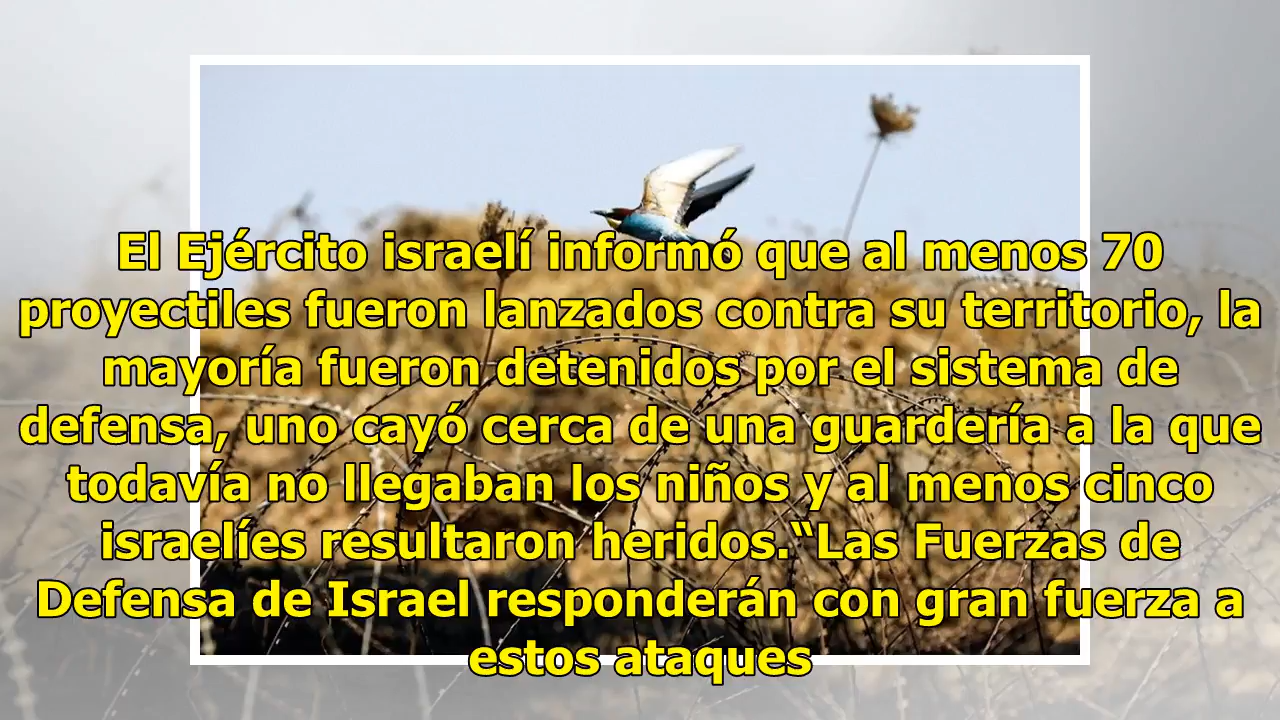 El Ejército israelí informó que al menos 70
proyectiles fueron lanzados contra su territorio, la
mayoría fueron detenidos por el sistema de
defensa, uno cayó cerca de una guardería a la que
todavía no llegaban los niños y al menos cinco
israelíes resultaron heridos.“Las Fuerzas de
Defensa de Israel responderán con gran fuerza a
estos ataques